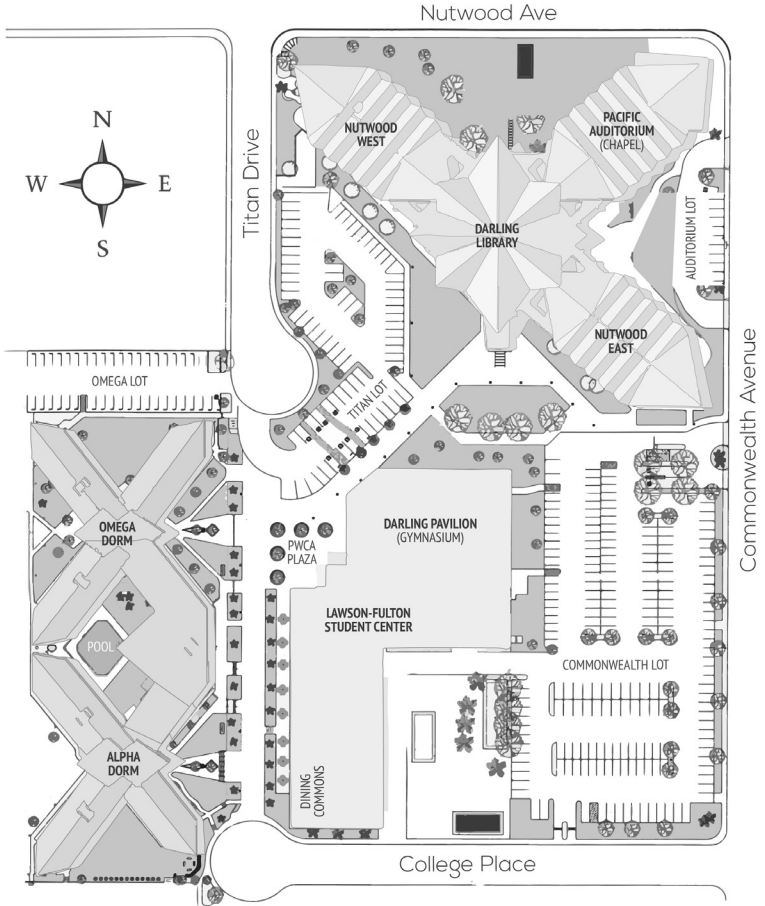 Nutwood Ave
N
W
E
S
Titan Drive
NUTWOOD
WEST
PACIFIC
AUDITORIUM
(CHAPEL)
DARLING
LIBRARY
AUDITORIUM LOT
NUTWOOD
EAST
Commonwealth Avenue
OMEGA LOT
TITAN LOT
OMEGA
DORM
DARLING PAVILION
(GYMNASIUM)
PWCA
PLAZA
LAWSON-FULTON
STUDENT CENTER
POOL
COMMONWEALTH LOT
ALPHA
DORM
DINING
COMMONS
College Place